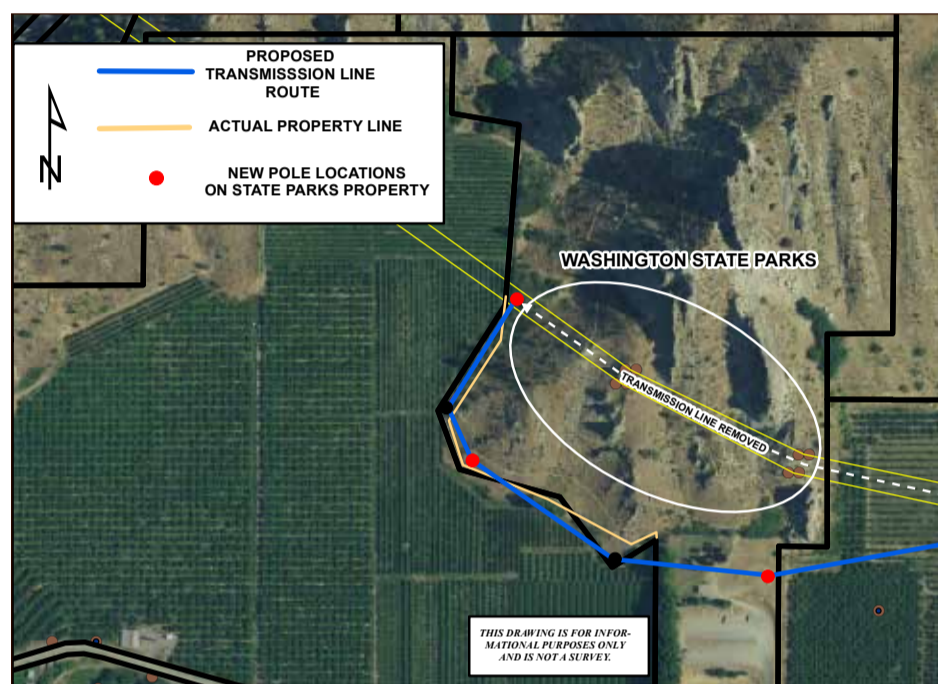 PROPOSED
TRANSMISSSION LINE
ROUTE
ACTUAL PROPERTY LINE
N
NEW POLE LOCATIONS
ON STATE PARKS PROPERTY
WASHINGTON STATE PARKS
TRANSMISSION LINE REMOVED
THIS DRAWING IS FOR INFOR-
MATIONAL PURPOSES ONLY
AND IS NOT A SURVEY.